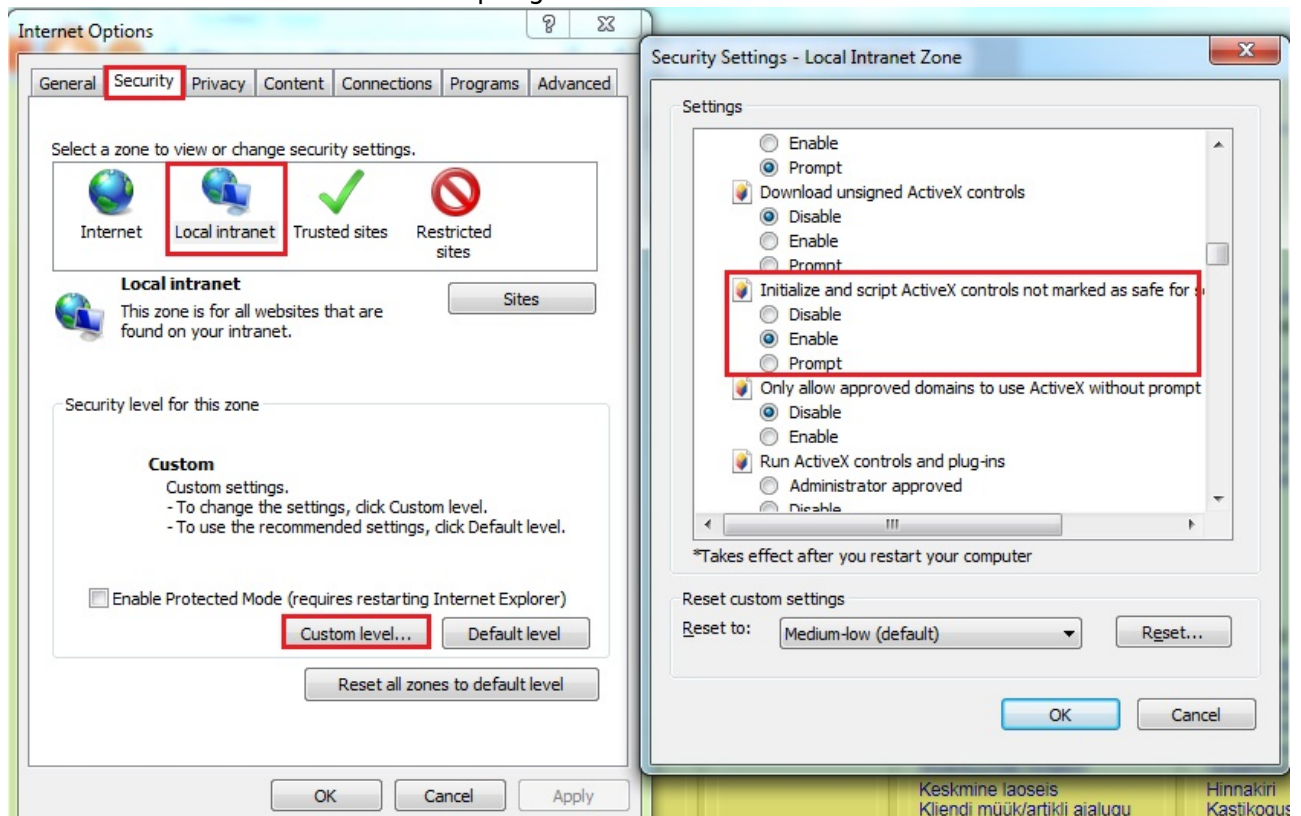 Internet Options
General Security Privacy Content Connections Programs Advanced
Select a zone to view or change security settings.
Internet Local intranet Trusted sites Restricted
sites
Local intranet
This zone is for all websites that are
found on your intranet.
Sites
Security level for this zone
Custom
Custom settings.
- To change the settings, click Custom level.
- To use the recommended settings, click Default level.
Enable Protected Mode (requires restarting Internet Explorer)
Custom level... Default level
Reset all zones to default level
OK Cancel Apply
Security Settings - Local Intranet Zone
Settings
Enable
Prompt
Download unsigned ActiveX controls
Disable
Enable
Prompt
Initialize and script ActiveX controls not marked as safe for s
Disable
Enable
Prompt
Only allow approved domains to use ActiveX without prompt
Disable
Enable
Run ActiveX controls and plug-ins
Administrator approved
Disable
*Takes effect after you restart your computer
Reset custom settings
Reset to: Medium-low (default) Reset...
OK Cancel
Keskmine laoseis Hinnakiri
Kliendi müük/artikli ajalugu Kastikogus